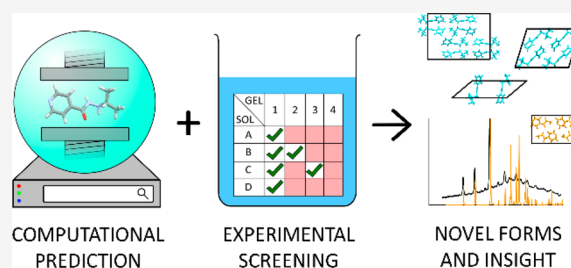 GEL
SOL
1 2 3 4
A
B
C
D
+
COMPUTATIONAL
PREDICTION
EXPERIMENTAL
SCREENING
NOVEL FORMS
AND INSIGHT